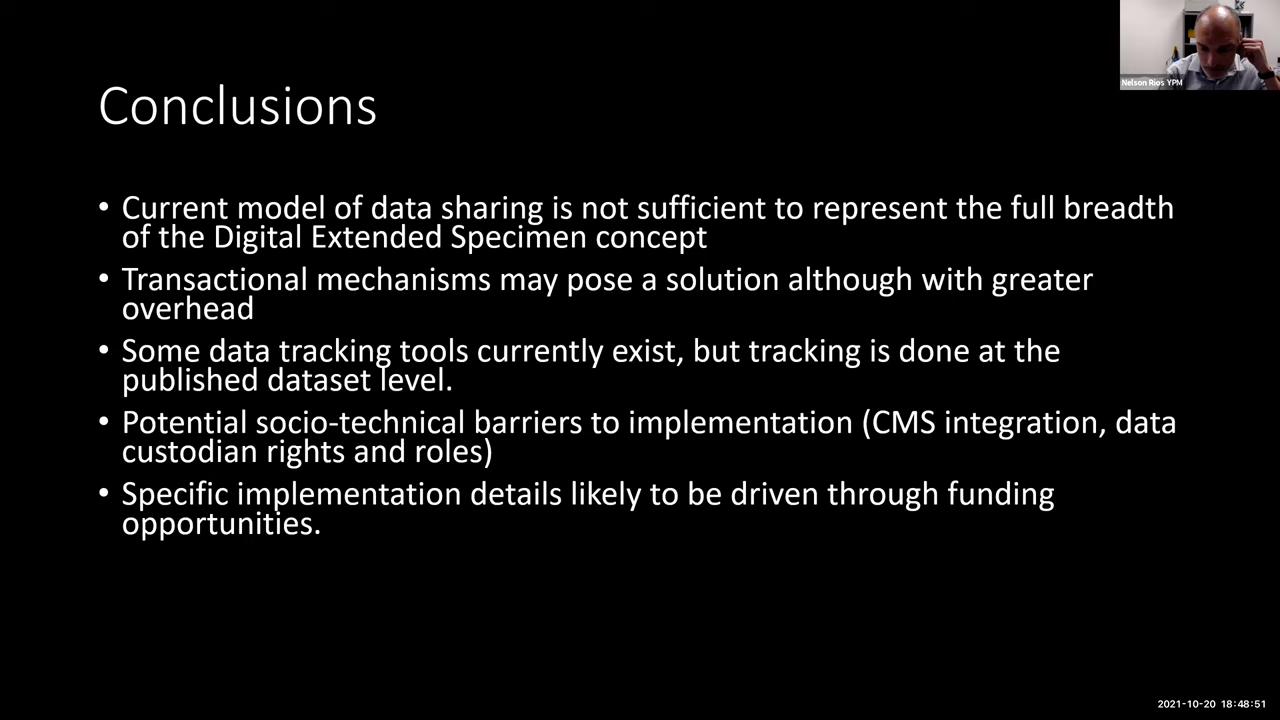 Nelson Rios YPM
Conclusions
• Current model of data sharing is not sufficient to represent the full breadth
of the Digital Extended Specimen concept
• Transactional mechanisms may pose a solution although with greater
overhead
• Some data tracking tools currently exist, but tracking is done at the
published dataset level.
• Potential socio-technical barriers to implementation (CMS integration, data
custodian rights and roles)
• Specific implementation details likely to be driven through funding
opportunities.
2021-10-20 18:48:51